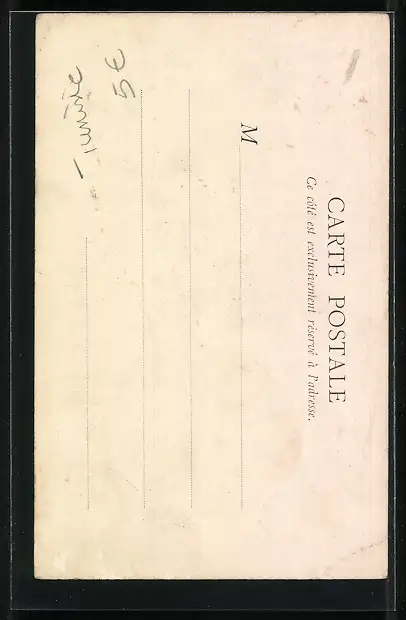 CARTE POSTALE
Ce côté est exclusivement réservé à l'adresse.
M
Tunisie
5€